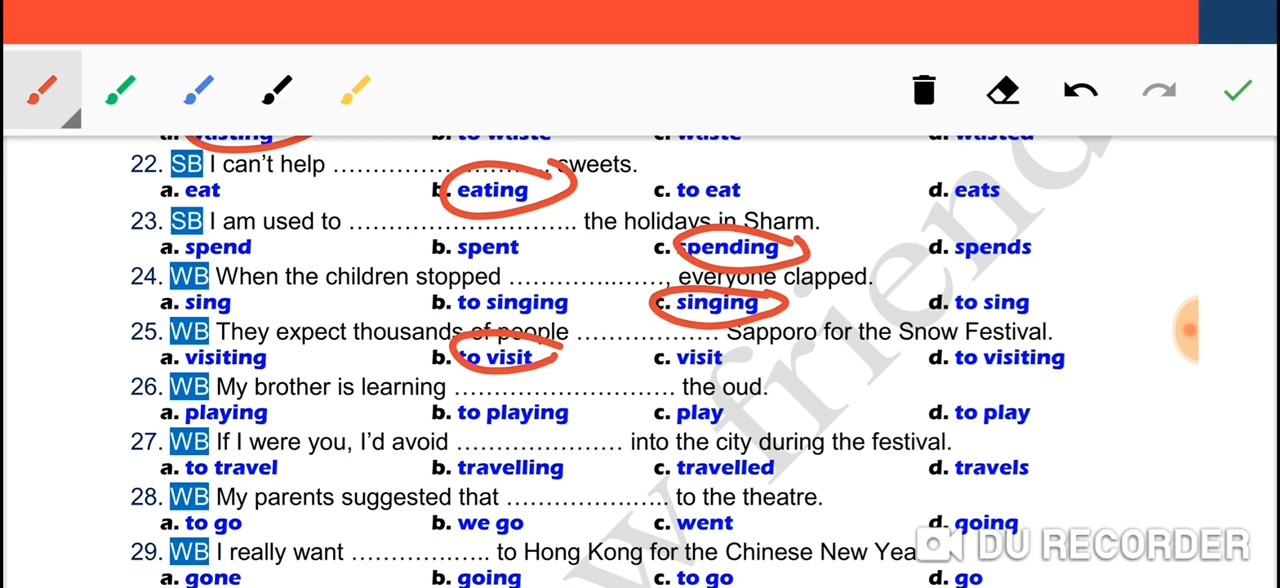 a. wasting b. to waste c. waste d. wasted
22. SB I can't help ……………………….. sweets.
a. eat b. eating c. to eat d. eats
23. SB I am used to ……………………….. the holidays in Sharm.
a. spend b. spent c. spending d. spends
24. WB When the children stopped …………………, everyone clapped.
a. sing b. to singing c. singing d. to sing
25. WB They expect thousands of people ……………… Sapporo for the Snow Festival.
a. visiting b. to visit c. visit d. to visiting
26. WB My brother is learning ……………………….. the oud.
a. playing b. to playing c. play d. to play
27. WB If I were you, I'd avoid ………………… into the city during the festival.
a. to travel b. travelling c. travelled d. travels
28. WB My parents suggested that ………………… to the theatre.
a. to go b. we go c. went d. going
29. WB I really want …………….. to Hong Kong for the Chinese New Yea
a. gone b. going c. to go d. go
w friend
DU RECORDER